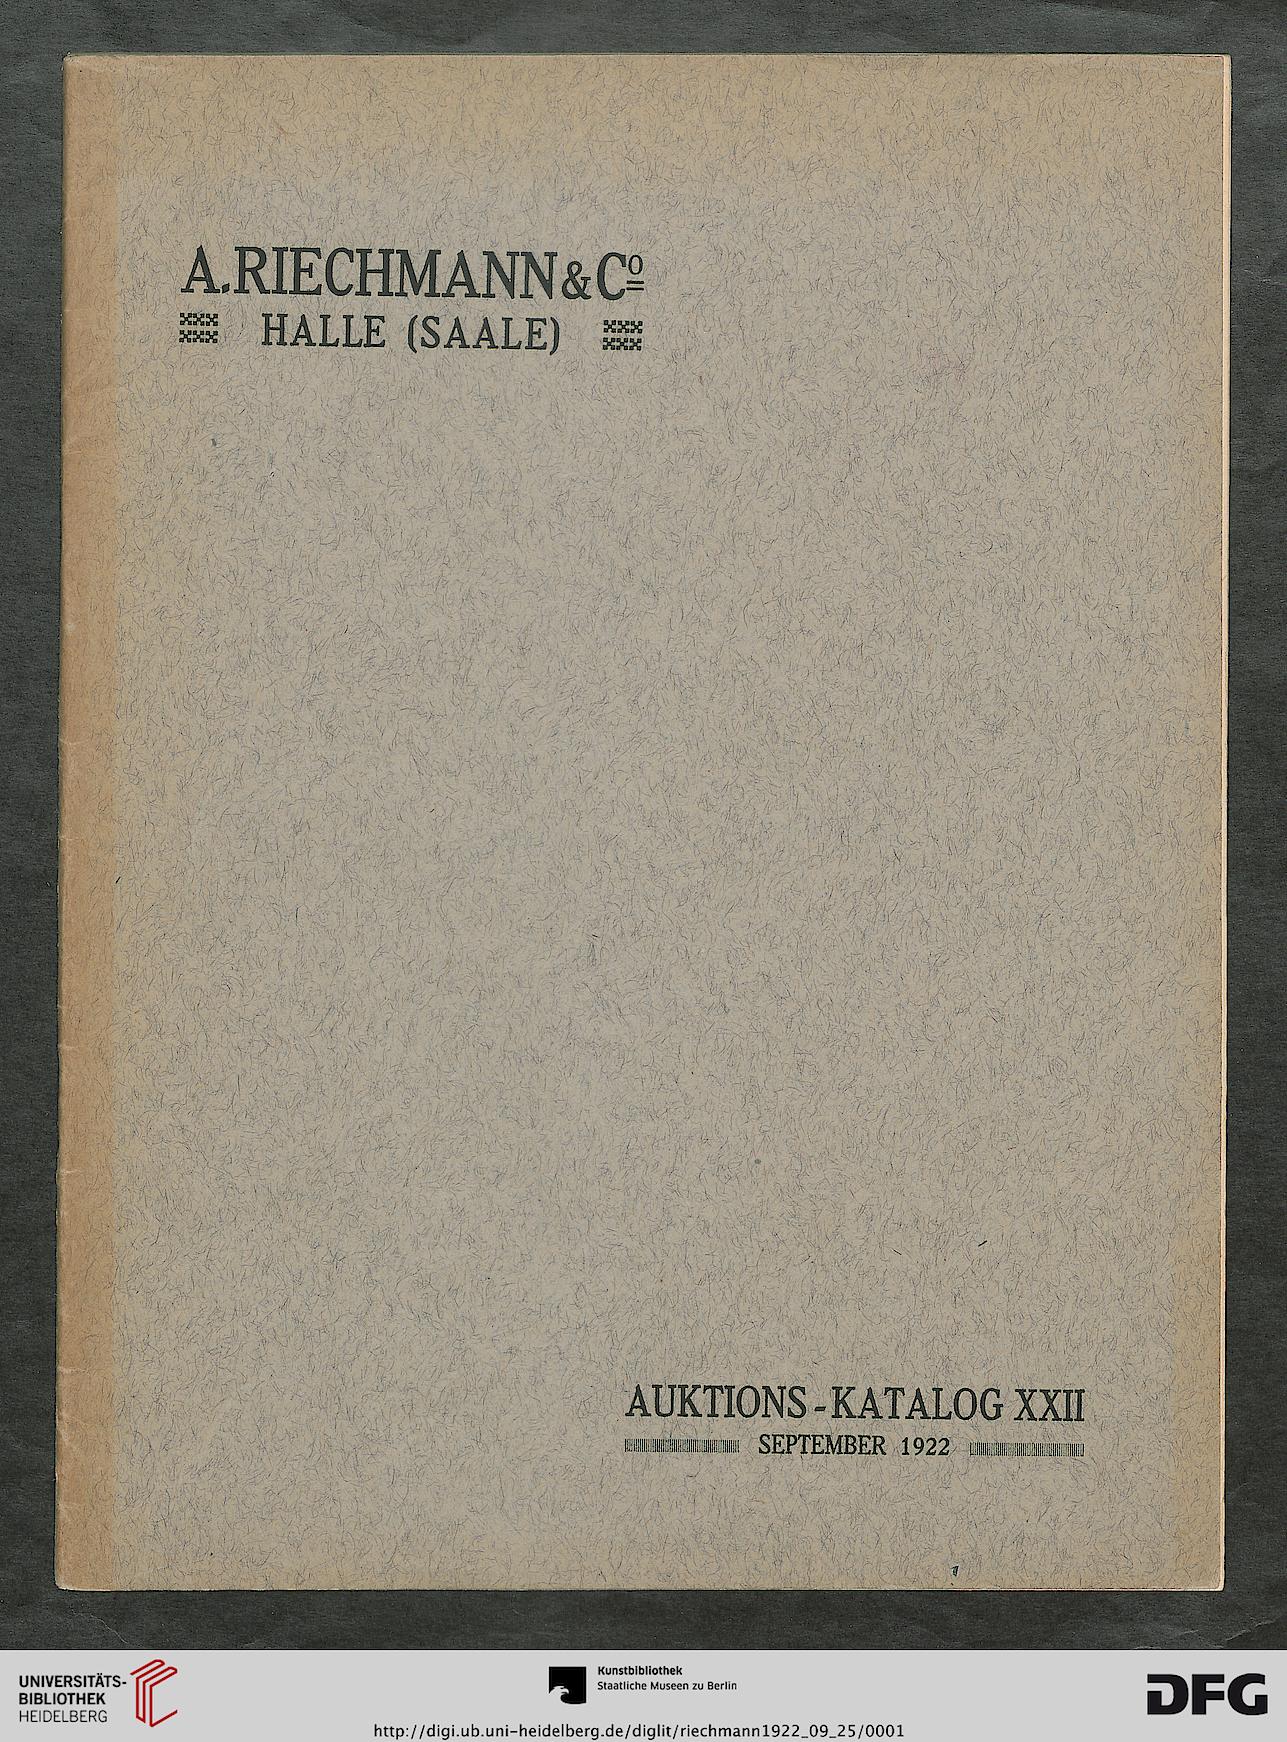 A. RIECHMANN & Cº
HALLE (SAALE)
AUKTIONS-KATALOG XXII
SEPTEMBER 1922
UNIVERSITÄTS-
BIBLIOTHEK
HEIDELBERG
Kunstbibliothek
Staatliche Museen zu Berlin
http://digi.ub.uni-heidelberg.de/diglit/riechmann1922_09_25/0001
DFG